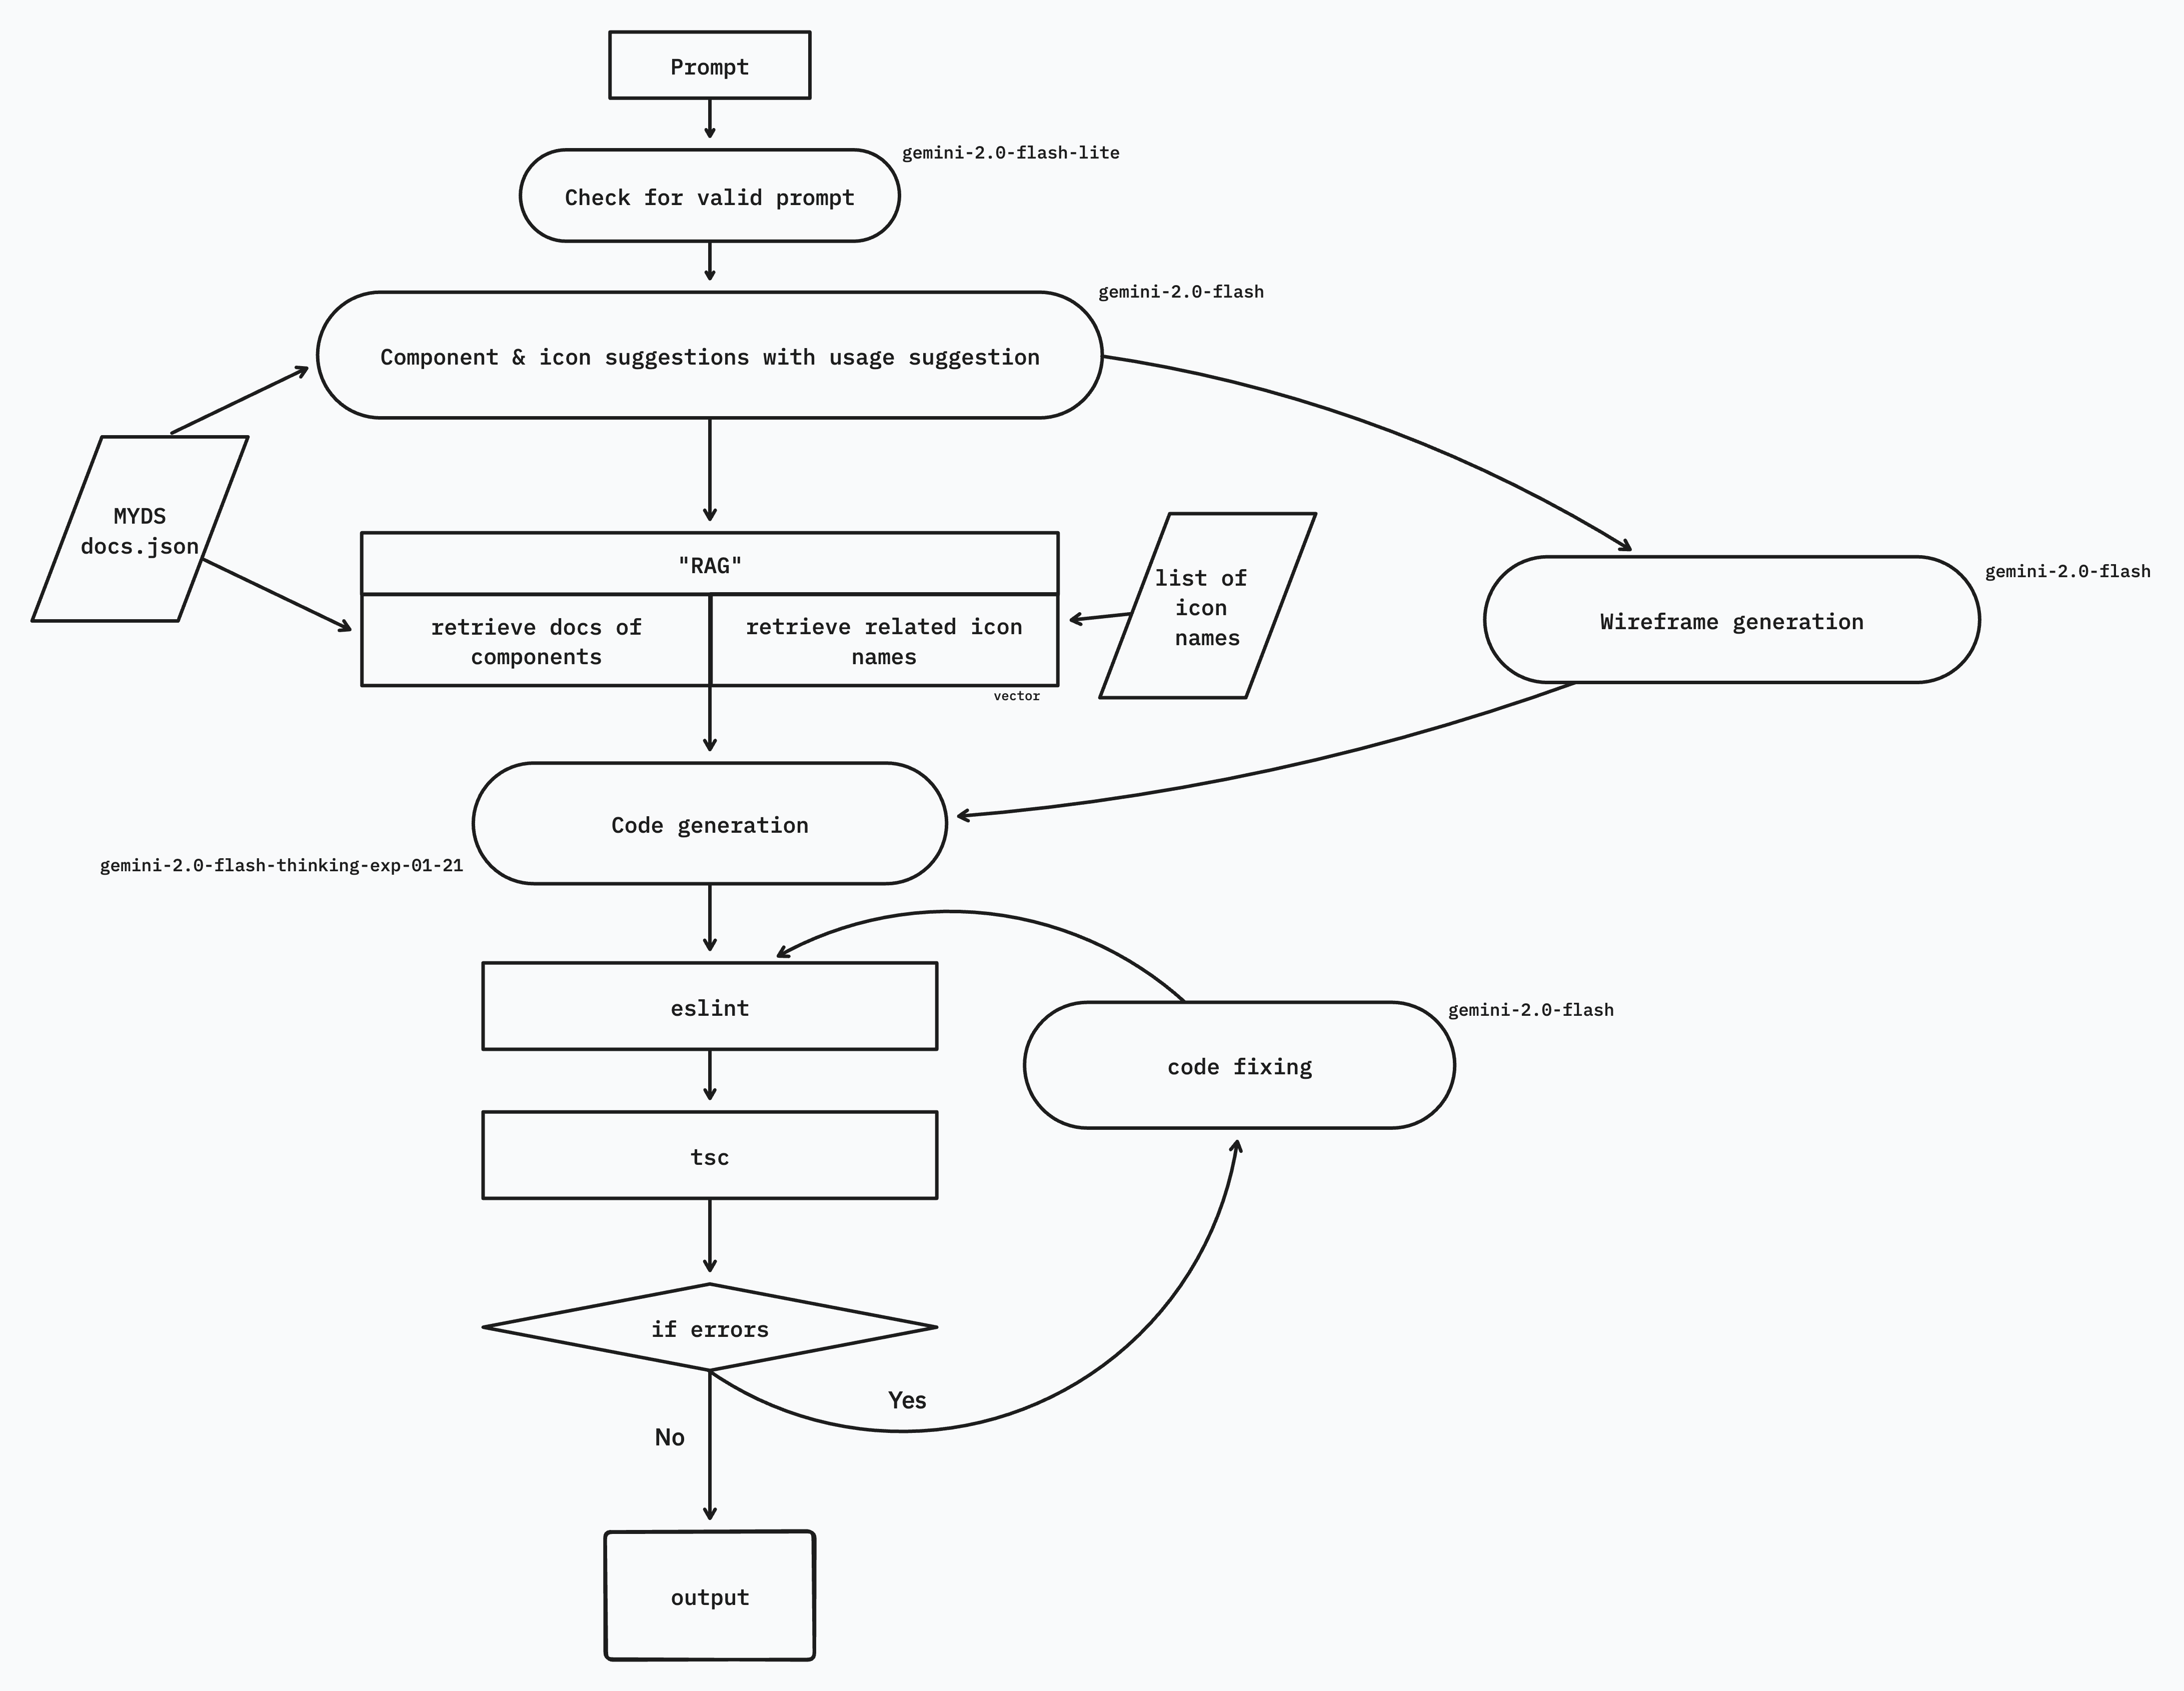 Prompt
gemini-2.0-flash-lite
Check for valid prompt
gemini-2.0-flash
Component & icon suggestions with usage suggestion
MYDS
docs.json
"RAG"
retrieve docs of
components
retrieve related icon
names
vector
list of
icon
names
gemini-2.0-flash
Wireframe generation
Code generation
gemini-2.0-flash-thinking-exp-01-21
eslint
gemini-2.0-flash
code fixing
tsc
if errors
Yes
No
output